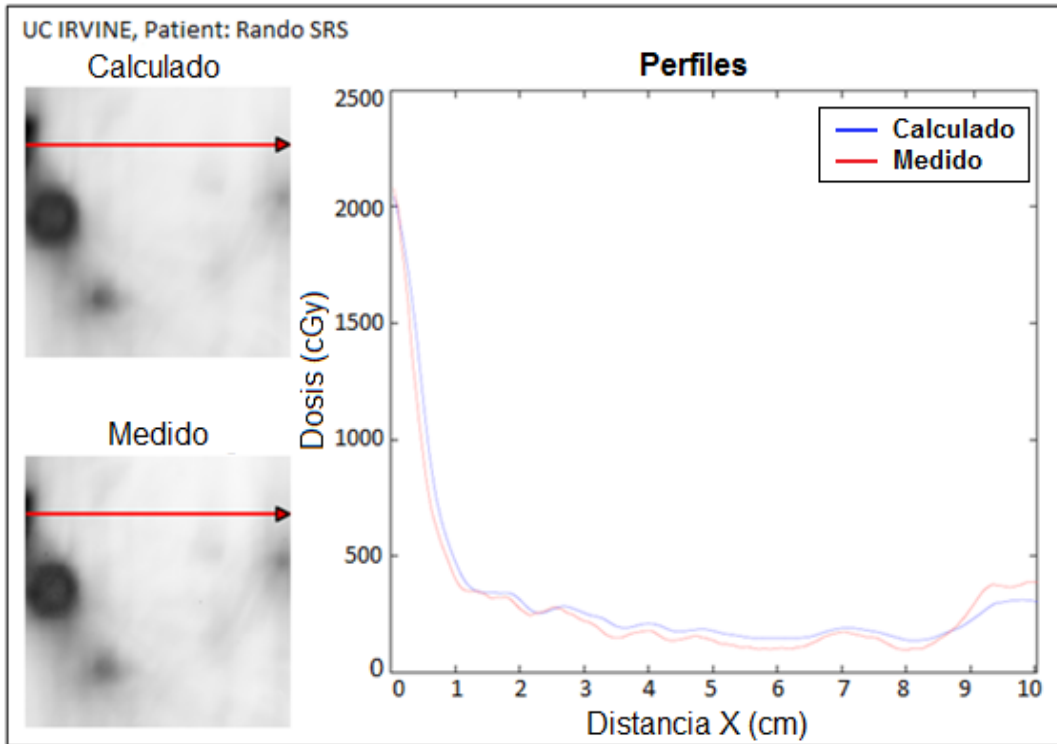 UC IRVINE, Patient: Rando SRS
Calculado
Medido
Perfiles
Calculado
Medido
Dosis (cGy)
2500
2000
1500
1000
500
0
0 1 2 3 4 5 6 7 8 9 10
Distancia X (cm)